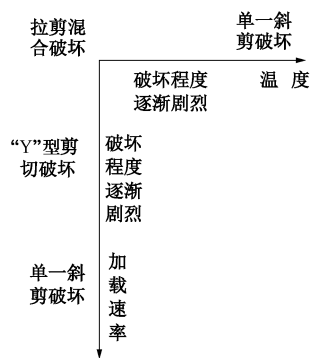 拉剪混
合破坏
单一斜
剪破坏
破坏程度
逐渐剧烈
温 度
“Y”型剪
切破坏
破坏
程度
逐渐
剧烈
单一斜
剪破坏
加
载
速
率